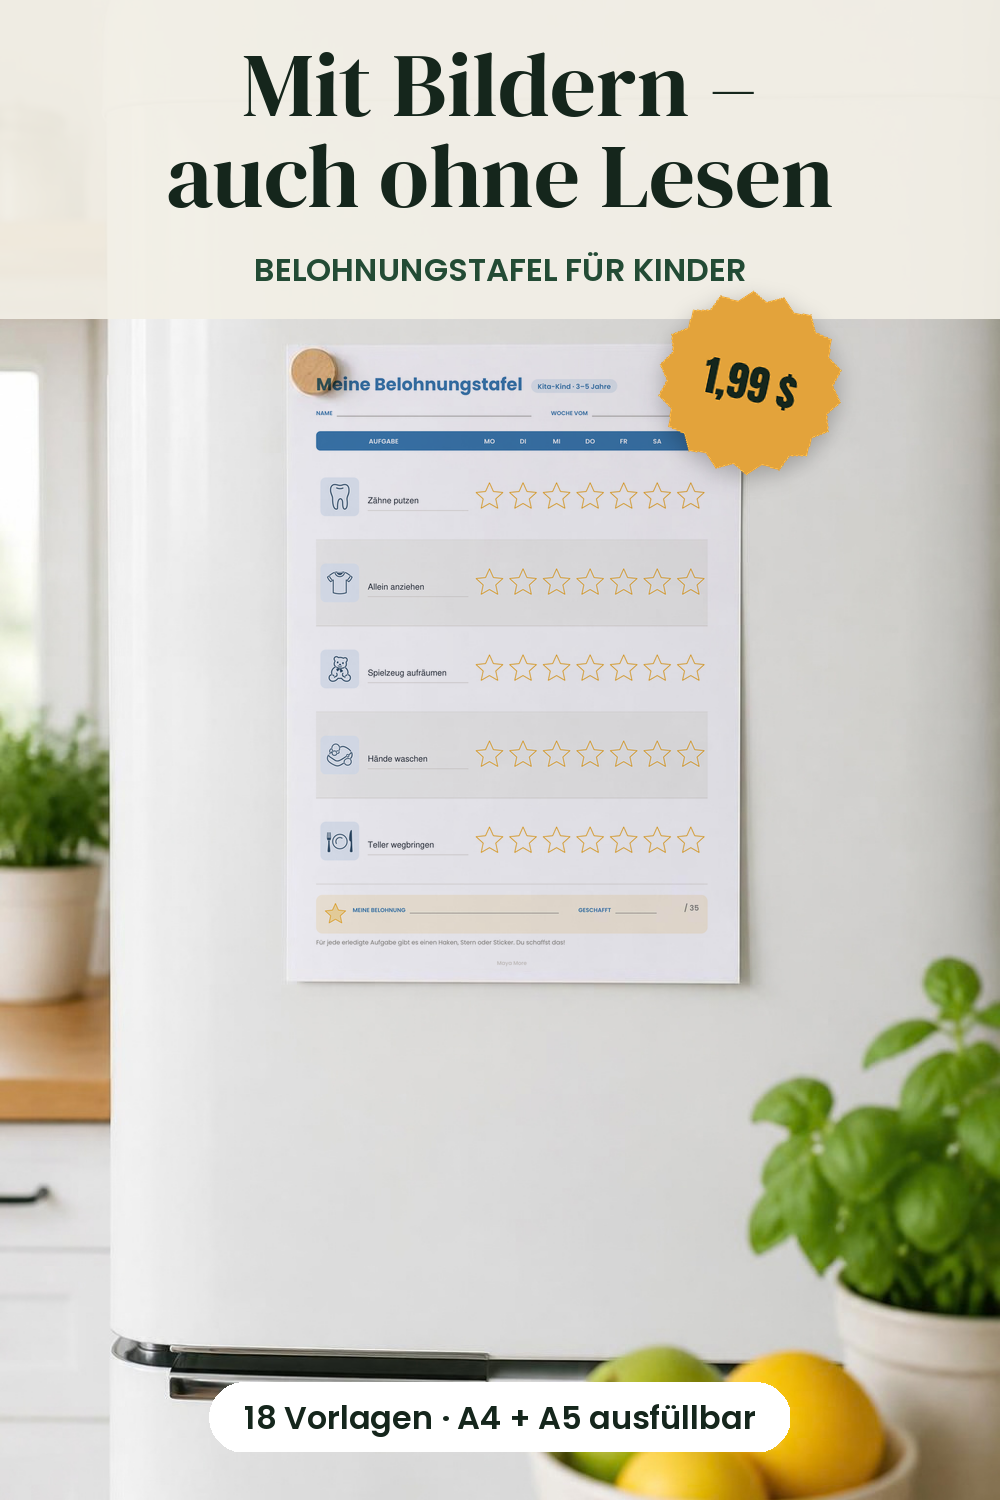 Mit Bildern –
auch ohne Lesen
BELOHNUNGSTAFEL FÜR KINDER
1,99 $
Meine Belohnungstafel Kita-Kind · 3–5 Jahre
NAME WOCHE VOM
AUFGABE MO DI MI DO FR SA
Zähne putzen
Allein anziehen
Spielzeug aufräumen
Hände waschen
Teller wegbringen
MEINE BELOHNUNG GESCHAFFT / 35
Für jede erledigte Aufgabe gibt es einen Haken, Stern oder Sticker. Du schaffst das!
18 Vorlagen · A4 + A5 ausfüllbar